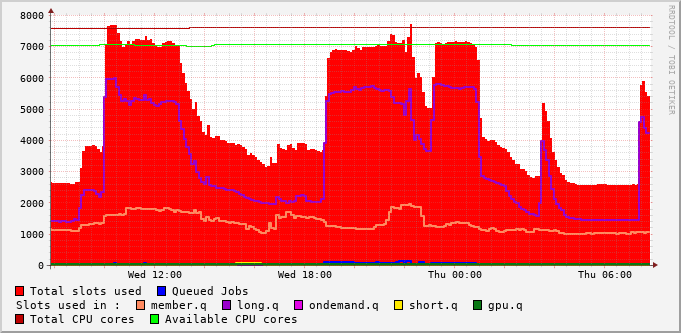 8000
7000
6000
5000
4000
3000
2000
1000
0
Wed 12:00 Wed 18:00 Thu 00:00 Thu 06:00
RRDTOOL / TOBI OETIKER
Total slots used Queued Jobs
Slots used in : member.q long.q ondemand.q short.q gpu.q
Total CPU cores Available CPU cores